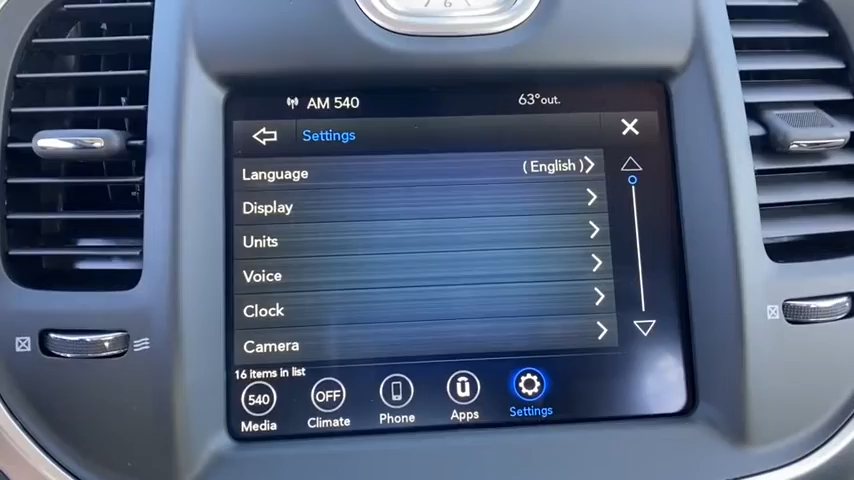 AM 540
63°out.
Settings
Language
( English )
Display
Units
Voice
Clock
Camera
16 items in list
540
OFF
Media
Climate
Phone
Apps
Settings